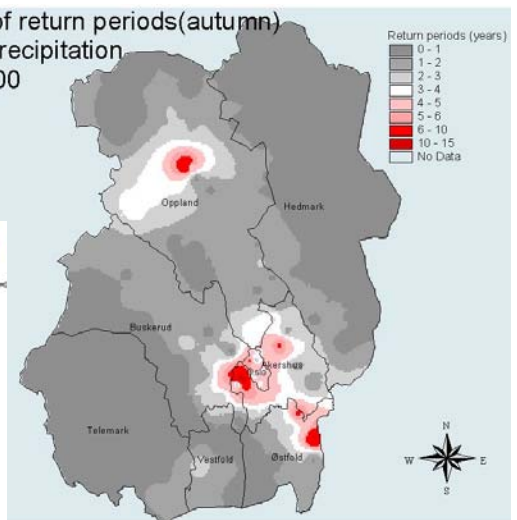 of return periods(autumn)
recipitation
00
Return periods (years)
0 - 1
1 - 2
2 - 3
3 - 4
4 - 5
5 - 6
6 - 10
10 - 15
No Data
Oppland
Hedmark
Buskerud
Akershus
Oslo
Telemark
Vestfold
Østfold
N
W
E
S